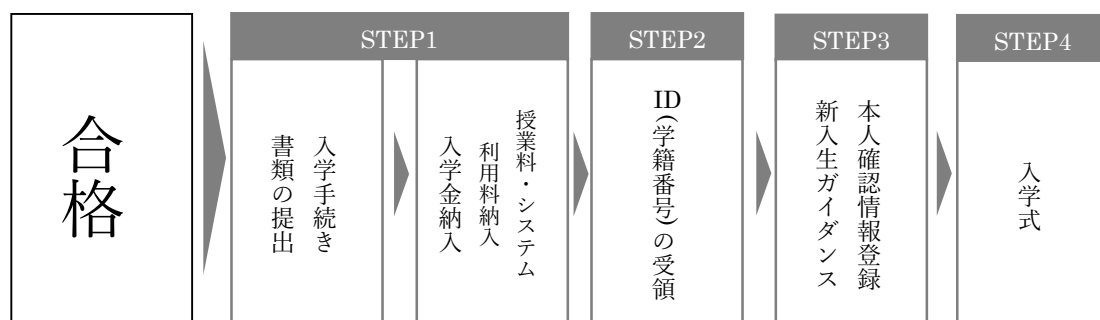 合格
STEP1
入学手続き
書類の提出
授業料・システム
利用料納入
入学金納入
STEP2
ID(学籍番号)の受領
STEP3
本人確認情報登録
新入生ガイダンス
STEP4
入学式